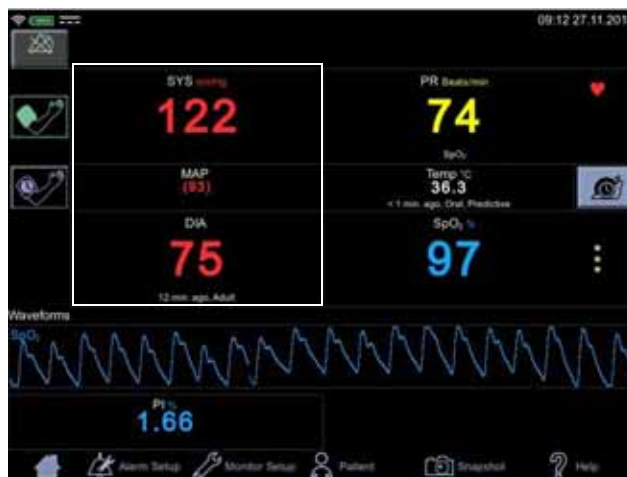 09:12 27.11.201
SYS mmHg
122
PR Beats/min
74
SpO₂
MAP
(93)
Temp °C
36.3
< 1 min. ago, Oral, Predictive
DIA
75
12 min. ago, Adult
SpO₂ %
97
Waveforms
SpO₂
PI %
1.66
Alarm Setup
Monitor Setup
Patient
Snapshot
Help